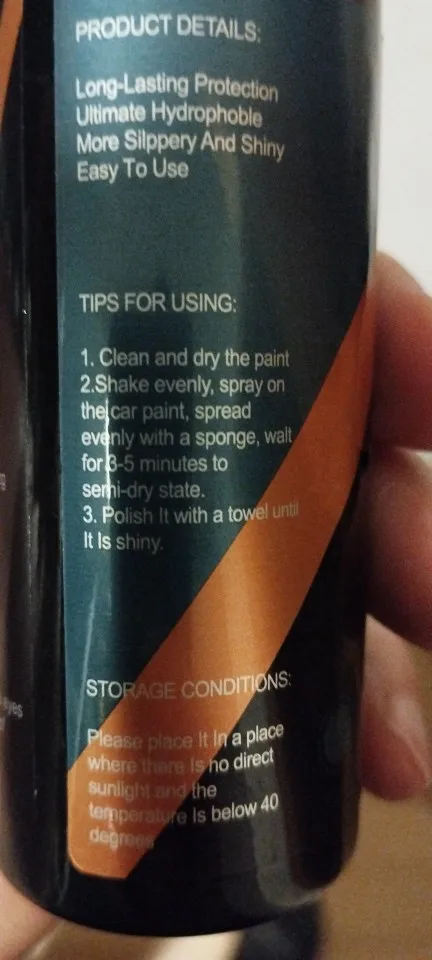 PRODUCT DETAILS:
Long-Lasting Protection
Ultimate Hydrophoble
More Silppery And Shiny
Easy To Use
TIPS FOR USING:
1. Clean and dry the paint
2.Shake evenly, spray on
the car paint, spread
evenly with a sponge, walt
for 3-5 minutes to
semi-dry state.
3. Polish It with a towel until
It Is shiny.
STORAGE CONDITIONS:
Please place It In a place
where there Is no direct
sunlight and the
temperature Is below 40
degrees
eyes